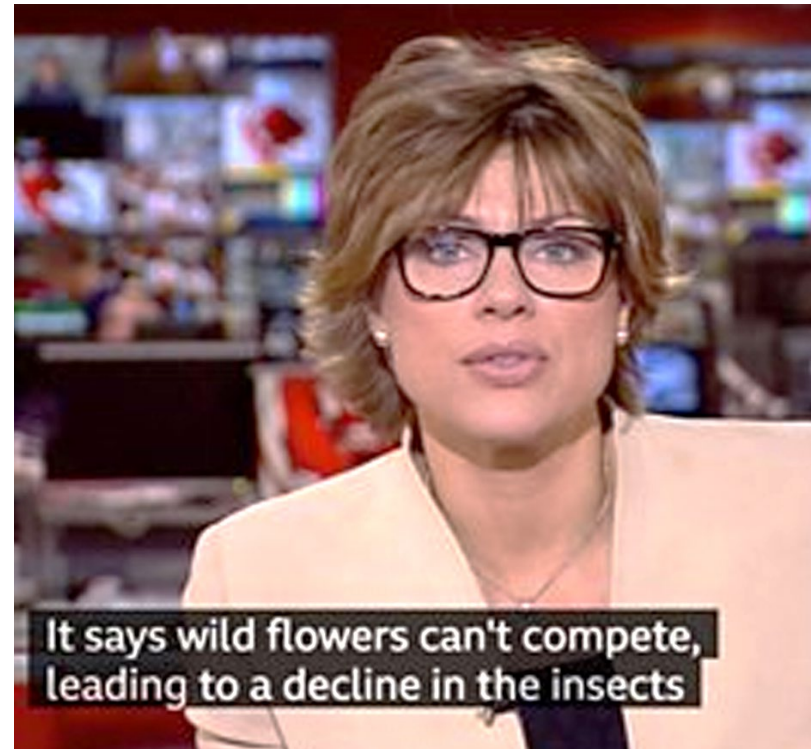 It says wild flowers can't compete,
leading to a decline in the insects